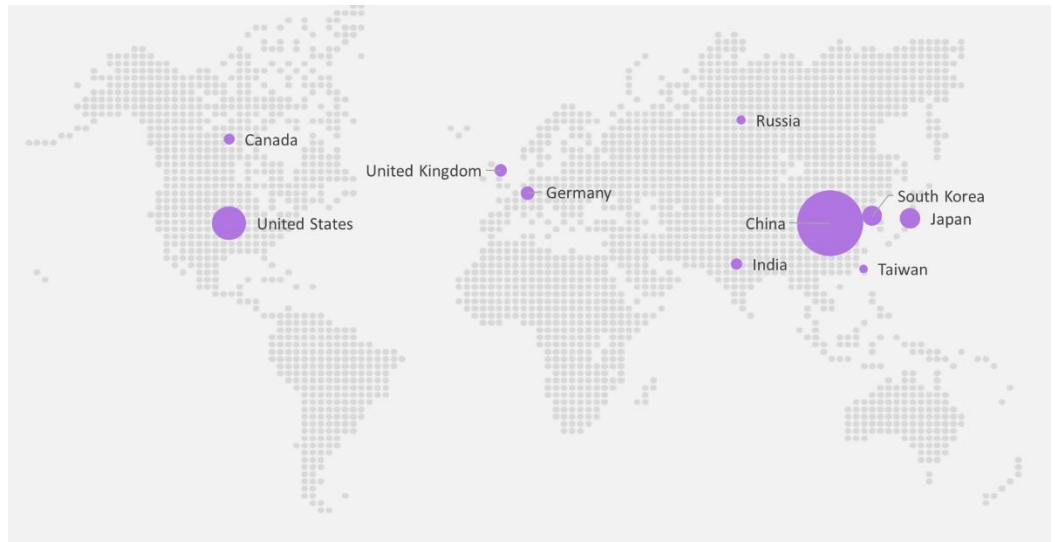 Russia
Canada
United Kingdom
Germany
South Korea
United States
China
Japan
India
Taiwan